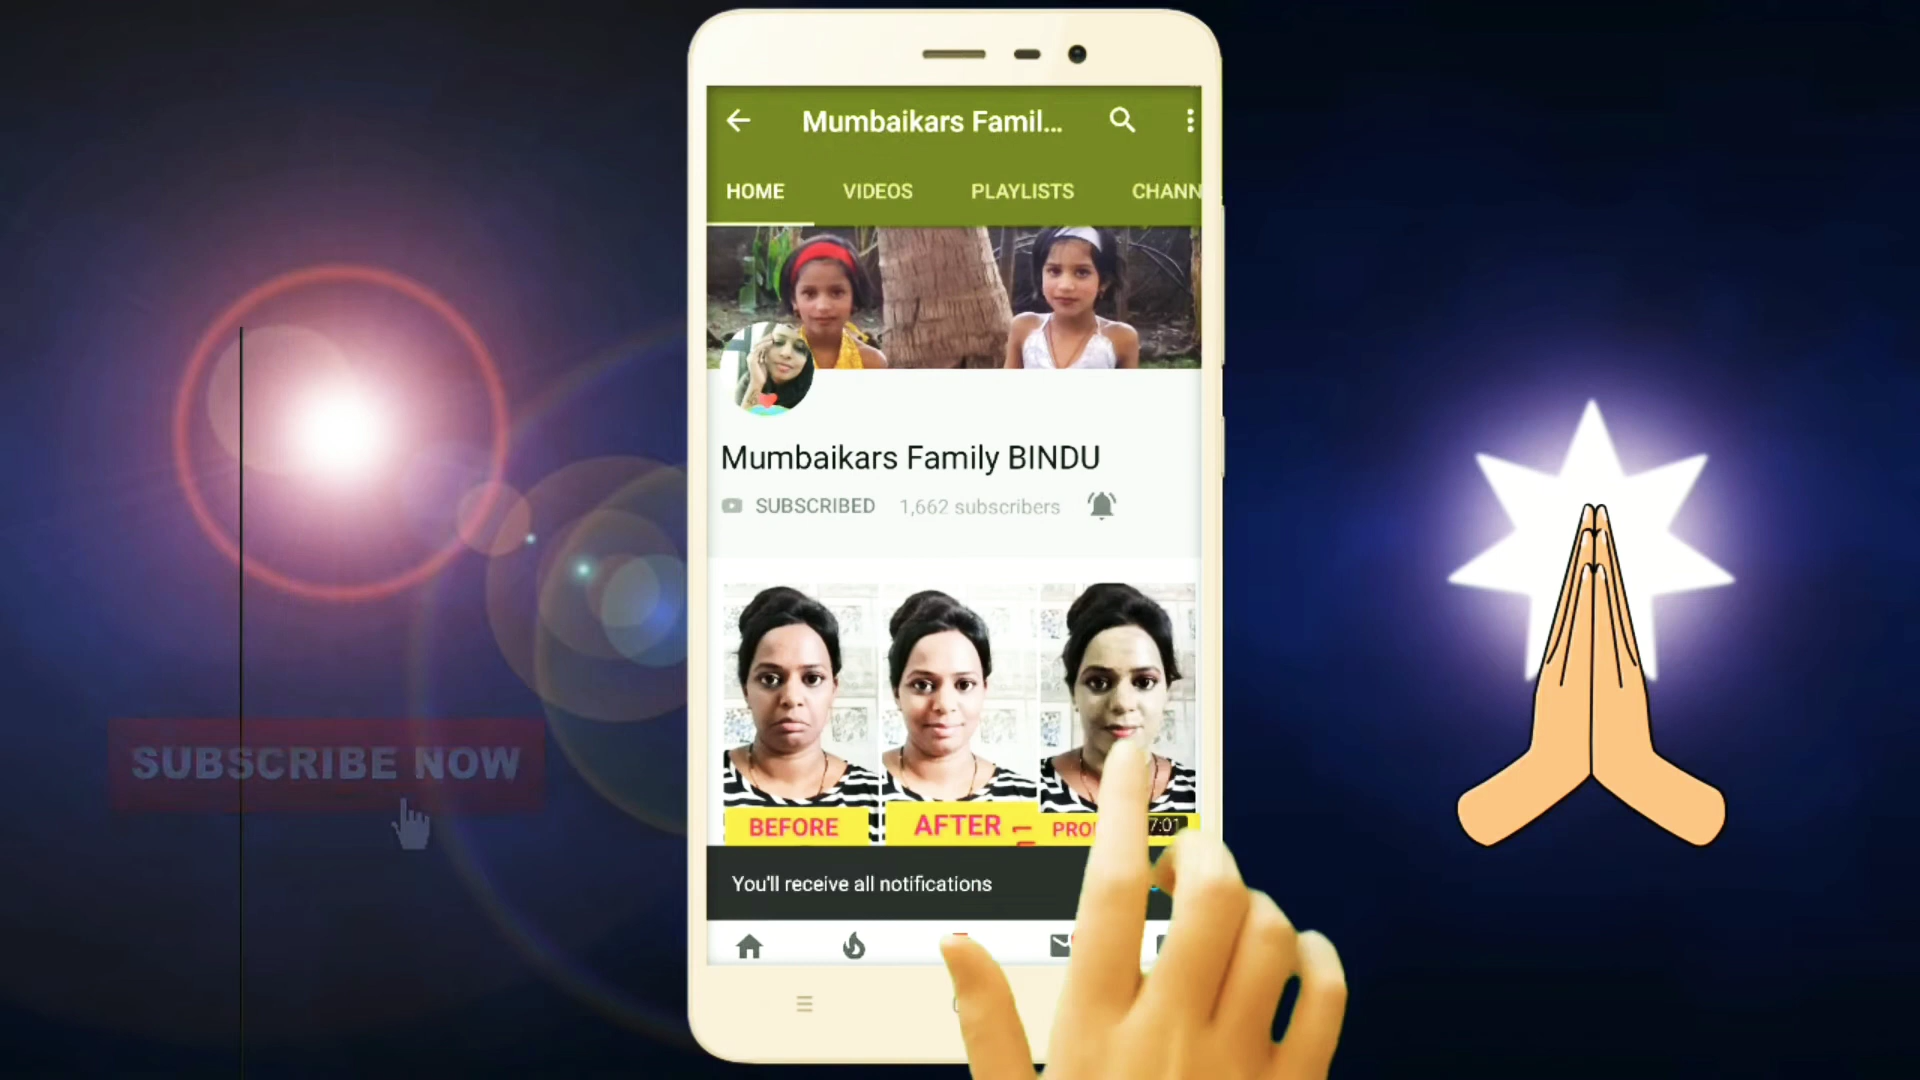 Mumbaikars Famil...
HOME VIDEOS PLAYLISTS CHANN
Mumbaikars Family BINDU
SUBSCRIBED 1,662 subscribers
BEFORE AFTER 7:01
You'll receive all notifications
SUBSCRIBE NOW